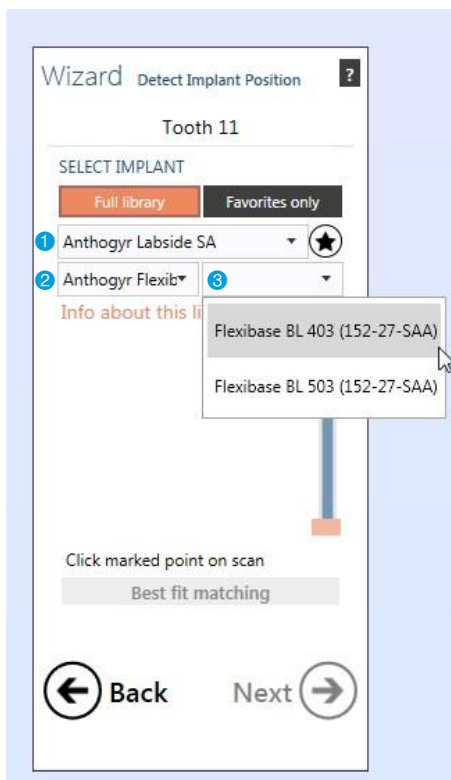 Wizard Detect Implant Position ?
Tooth 11
SELECT IMPLANT
Full library Favorites only
1 Anthogyr Labside SA
2 Anthogyr Flexib 3
Info about this li
Flexibase BL 403 (152-27-SAA)
Flexibase BL 503 (152-27-SAA)
Click marked point on scan
Best fit matching
Back Next